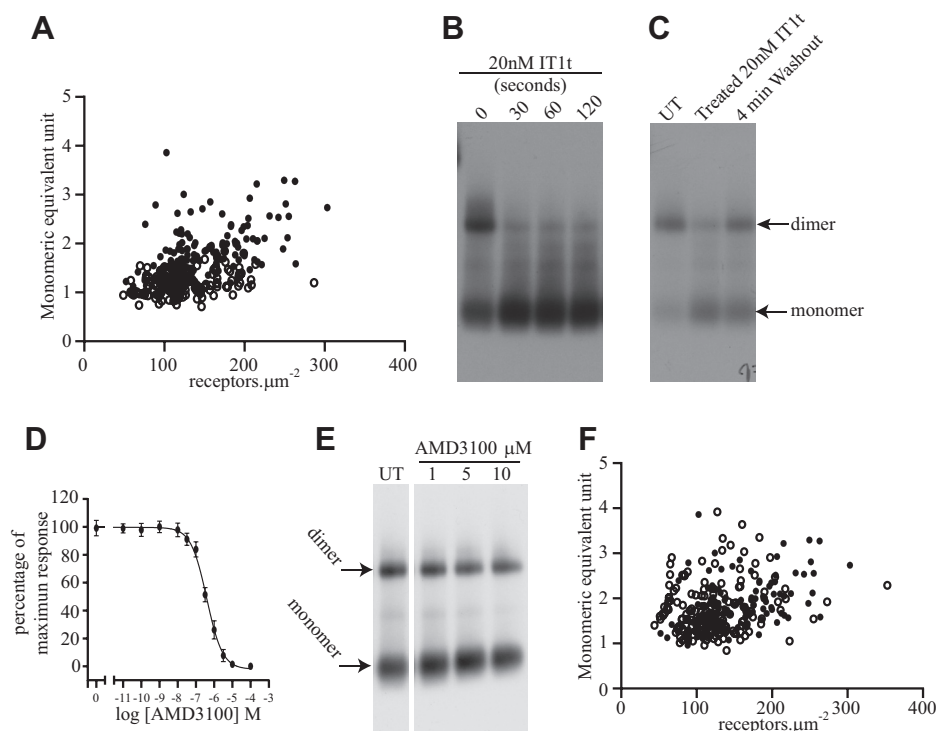 A
Monomeric equivalent unit
5
4
3
2
1
0
0 100 200 300 400
receptors.μm-2
B
20nM IT1t
(seconds)
0 30 60 120
C
UT Treated 20nM IT1t 4 min Washout
dimer
monomer
D
percentage of
maximun response
120
100
80
60
40
20
0
0 -11 -10 -9 -8 -7 -6 -5 -4 -3
log [AMD3100] M
E
AMD3100 μM
UT 1 5 10
dimer
monomer
F
Monomeric equivalent unit
5
4
3
2
1
0
0 100 200 300 400
receptors.μm-2